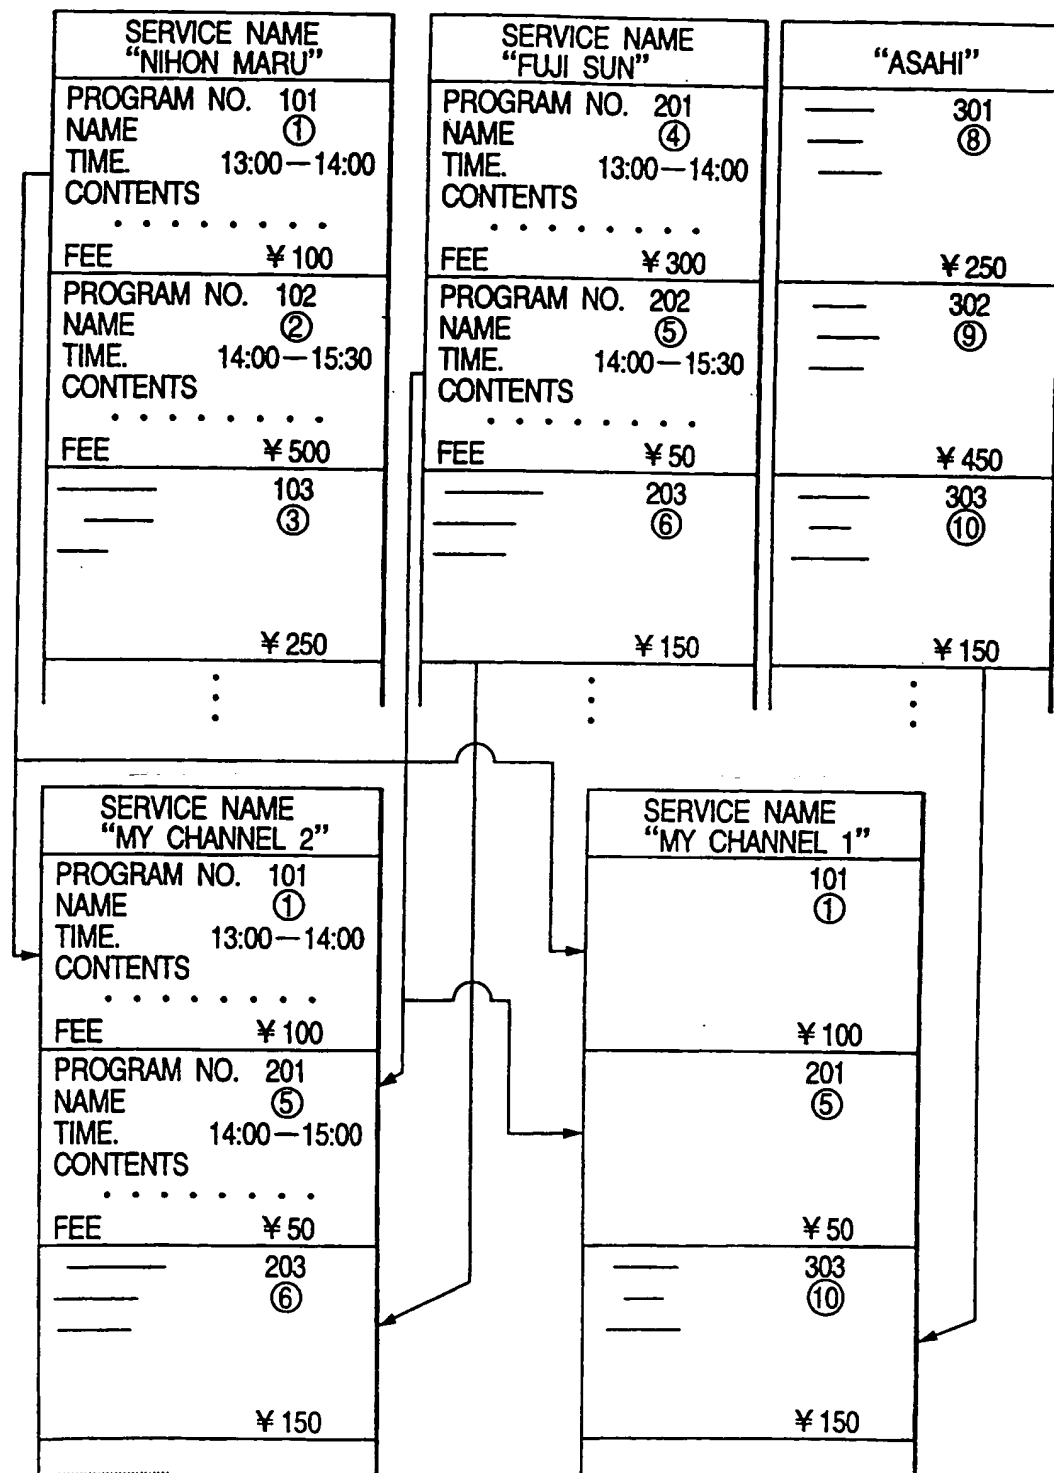 SERVICE NAME
“NIHON MARU”
PROGRAM NO. 101
NAME ①
TIME. 13:00—14:00
CONTENTS
. . . . . . . .
FEE ¥100
PROGRAM NO. 102
NAME ②
TIME. 14:00—15:30
CONTENTS
. . . . . . . .
FEE ¥500
103
③
¥250
SERVICE NAME
“FUJI SUN”
PROGRAM NO. 201
NAME ④
TIME. 13:00—14:00
CONTENTS
. . . . . . . .
FEE ¥300
PROGRAM NO. 202
NAME ⑤
TIME. 14:00—15:30
CONTENTS
. . . . . . . .
FEE ¥50
203
⑥
¥150
“ASAHI”
301
⑧
¥250
302
⑨
¥450
303
⑩
¥150
SERVICE NAME
“MY CHANNEL 2”
PROGRAM NO. 101
NAME ①
TIME. 13:00—14:00
CONTENTS
. . . . . . . .
FEE ¥100
PROGRAM NO. 201
NAME ⑤
TIME. 14:00—15:00
CONTENTS
. . . . . . . .
FEE ¥50
203
⑥
¥150
SERVICE NAME
“MY CHANNEL 1”
101
①
¥100
201
⑤
¥50
303
⑩
¥150